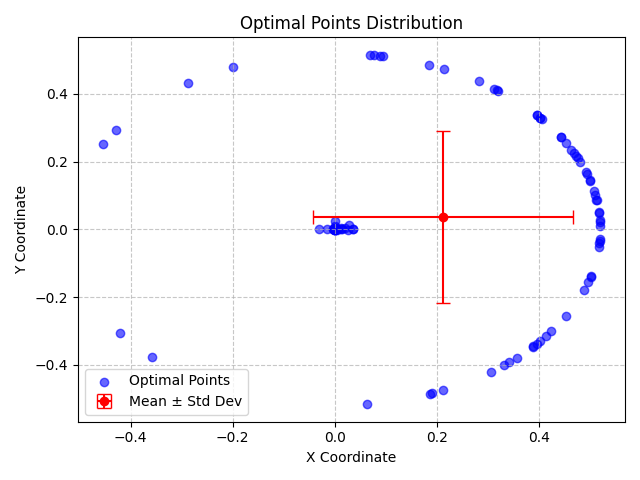 Optimal Points Distribution
Y Coordinate
0.4
0.2
0.0
−0.2
−0.4
−0.4
−0.2
0.0
0.2
0.4
X Coordinate
Optimal Points
Mean ± Std Dev